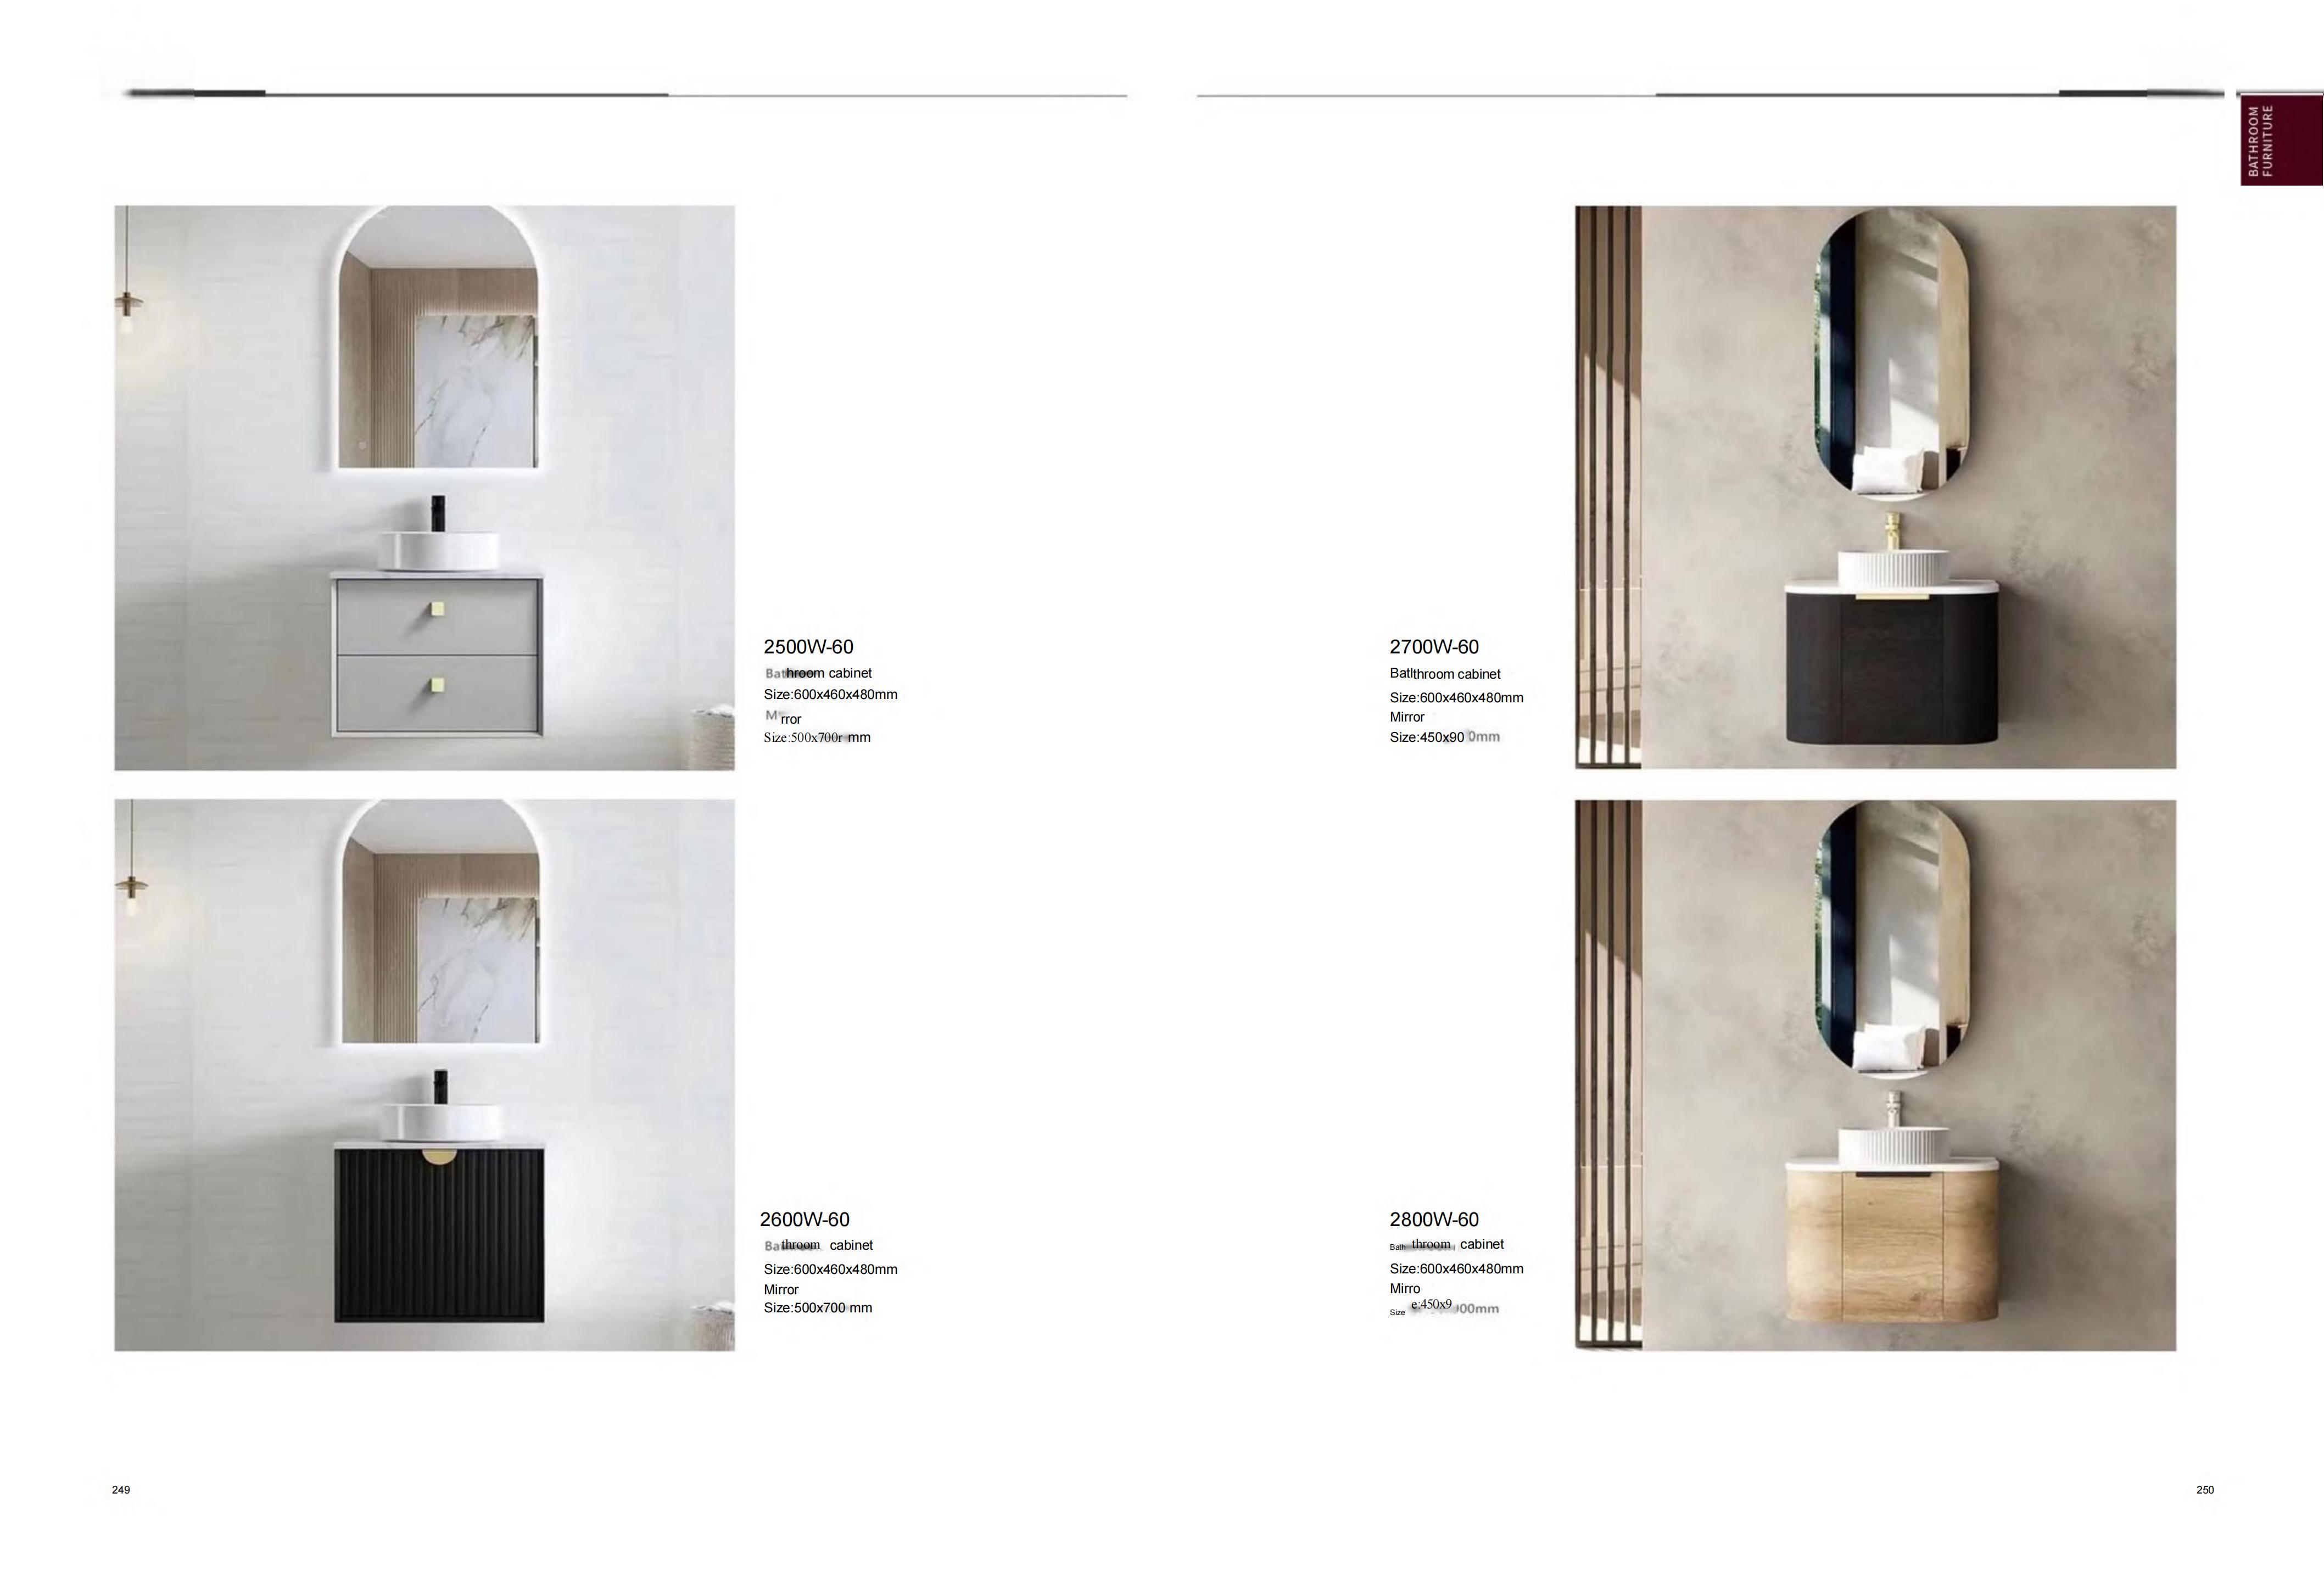 BATHROOM
FURNITURE
2500W-60
Bathroom cabinet
Size:600x460x480mm
Mirror
Size:500x700mm
2600W-60
Bathroom cabinet
Size:600x460x480mm
Mirror
Size:500x700 mm
2700W-60
Batlthroom cabinet
Size:600x460x480mm
Mirror
Size:450x900mm
2800W-60
Bathroom cabinet
Size:600x460x480mm
Mirro
Size:450x900mm
249
250